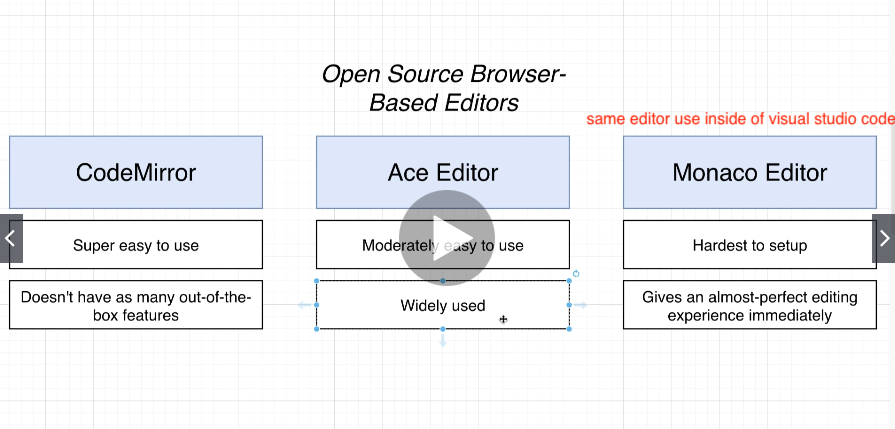 Open Source Browser-
Based Editors
same editor use inside of visual studio code
CodeMirror
Ace Editor
Monaco Editor
Super easy to use
Moderately easy to use
Hardest to setup
Doesn't have as many out-of-the-
box features
Widely used
Gives an almost-perfect editing
experience immediately